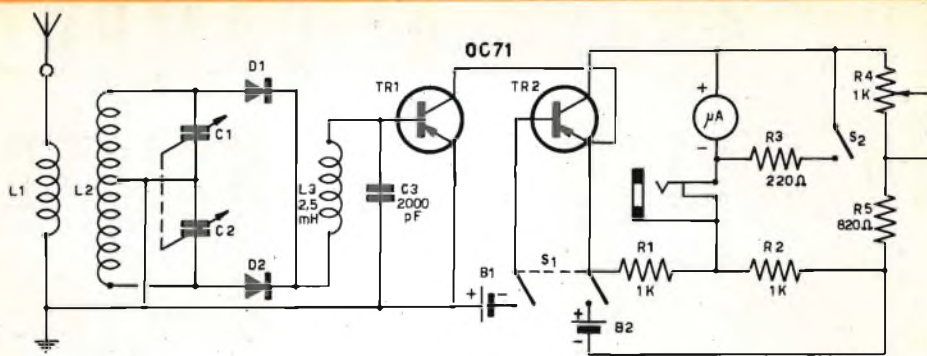 OC71
D1
TR1
TR2
R4
1K
C1
+
μA
-
R3
220Ω
S2
L1
L2
L3
2,5
mH
C3
2000
pF
C2
R5
820Ω
D2
B1
+
-
S1
R1
1K
R2
1K
+
B2
-